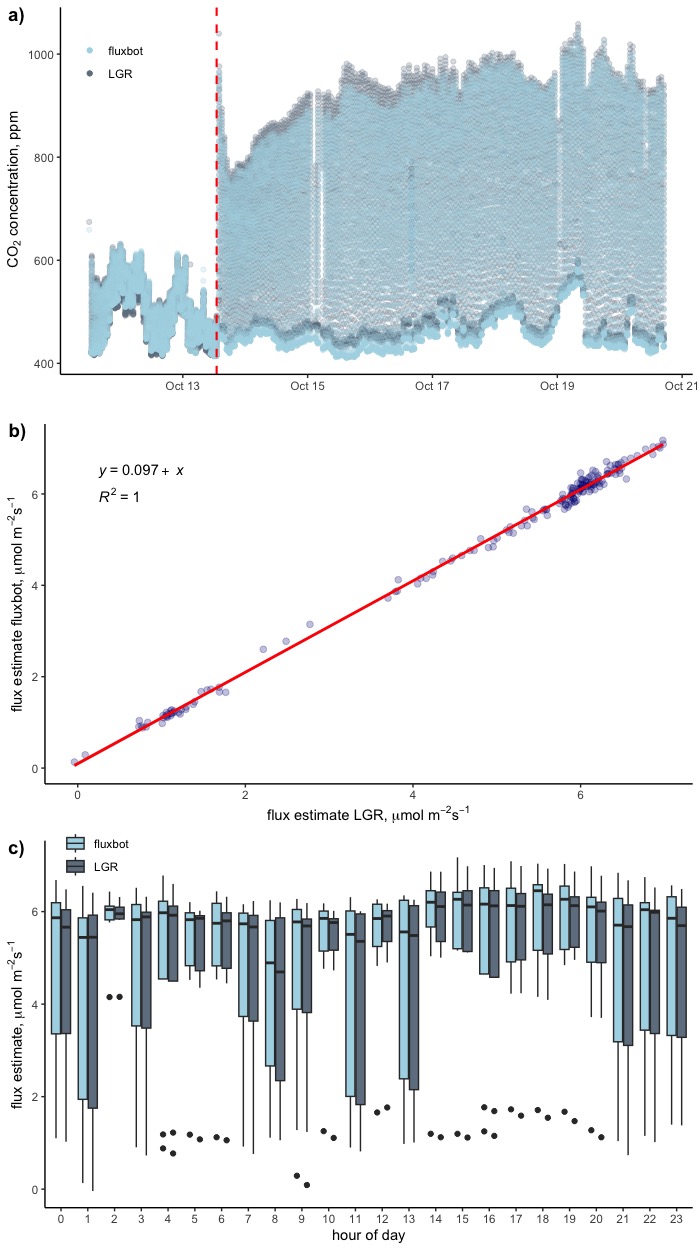 a)
CO₂ concentration, ppm
1000
800
600
400
fluxbot
LGR
Oct 13
Oct 15
Oct 17
Oct 19
Oct 21
b)
flux estimate fluxbot, μmol m⁻²s⁻¹
6
4
2
0
y = 0.097 + x
R² = 1
0
2
4
6
flux estimate LGR, μmol m⁻²s⁻¹
c)
fluxbot
LGR
flux estimate, μmol m⁻²s⁻¹
6
4
2
0
0 1 2 3 4 5 6 7 8 9 10 11 12 13 14 15 16 17 18 19 20 21 22 23
hour of day